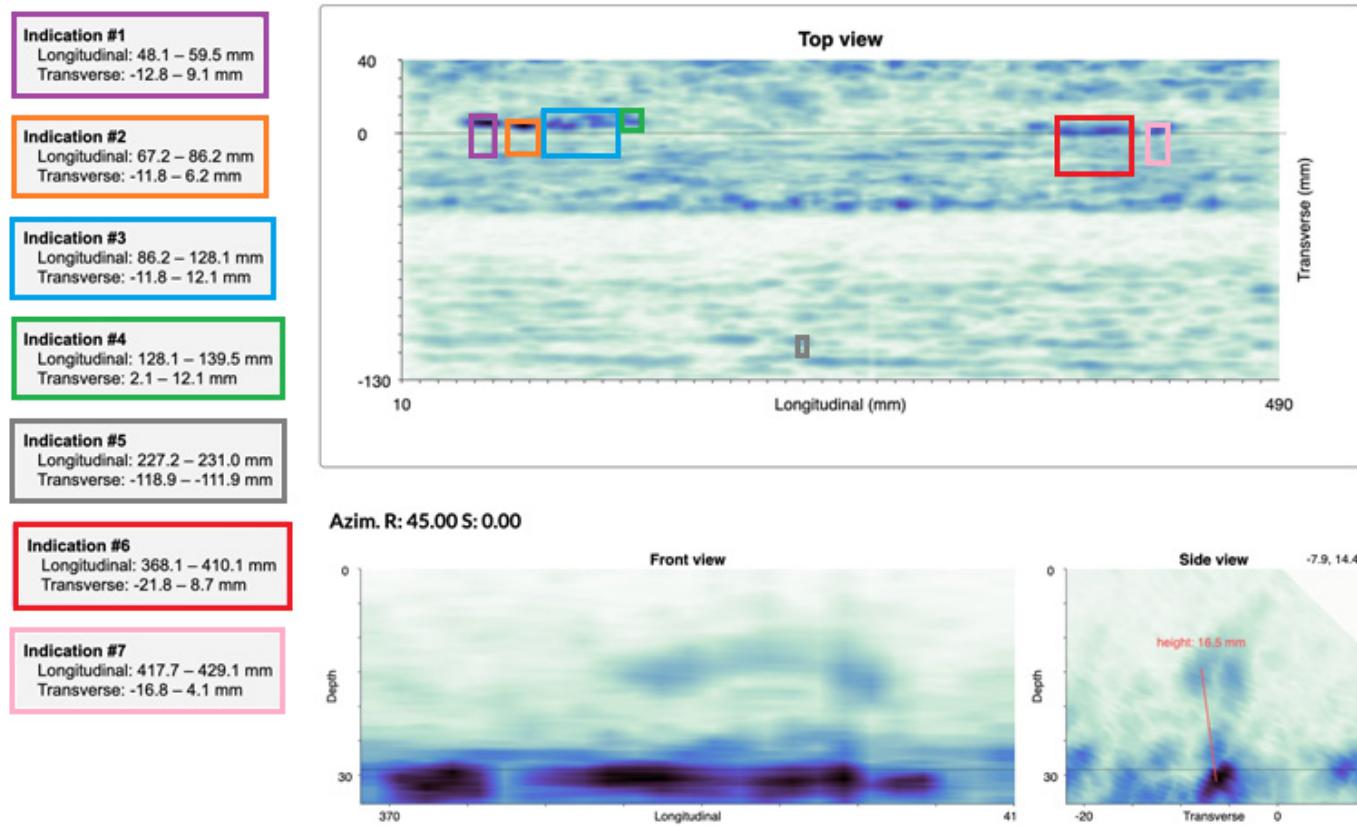 Indication #1
Longitudinal: 48.1 – 59.5 mm
Transverse: -12.8 – 9.1 mm
Indication #2
Longitudinal: 67.2 – 86.2 mm
Transverse: -11.8 – 6.2 mm
Indication #3
Longitudinal: 86.2 – 128.1 mm
Transverse: -11.8 – 12.1 mm
Indication #4
Longitudinal: 128.1 – 139.5 mm
Transverse: 2.1 – 12.1 mm
Indication #5
Longitudinal: 227.2 – 231.0 mm
Transverse: -118.9 – -111.9 mm
Indication #6
Longitudinal: 368.1 – 410.1 mm
Transverse: -21.8 – 8.7 mm
Indication #7
Longitudinal: 417.7 – 429.1 mm
Transverse: -16.8 – 4.1 mm
Top view
40
0
-130
10
Longitudinal (mm)
490
Transverse (mm)
Azim. R: 45.00 S: 0.00
Front view
0
Depth
30
370
Longitudinal
41
Side view
-7.9, 14.4
0
height: 16.5 mm
Depth
30
-20
Transverse
0